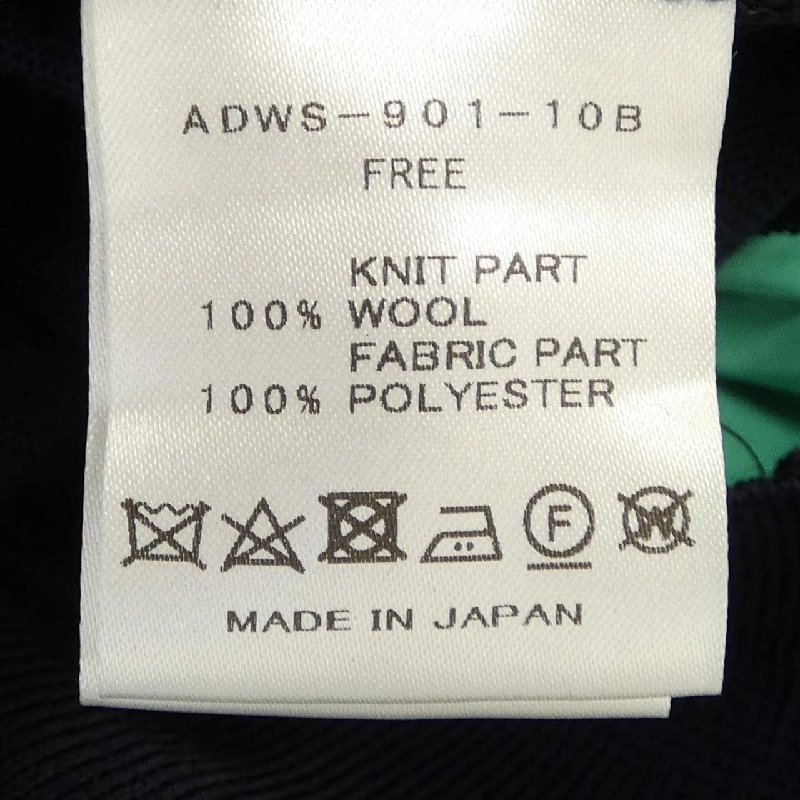 ADWS-901-10B
FREE
KNIT PART
100% WOOL
FABRIC PART
100% POLYESTER
F W
MADE IN JAPAN